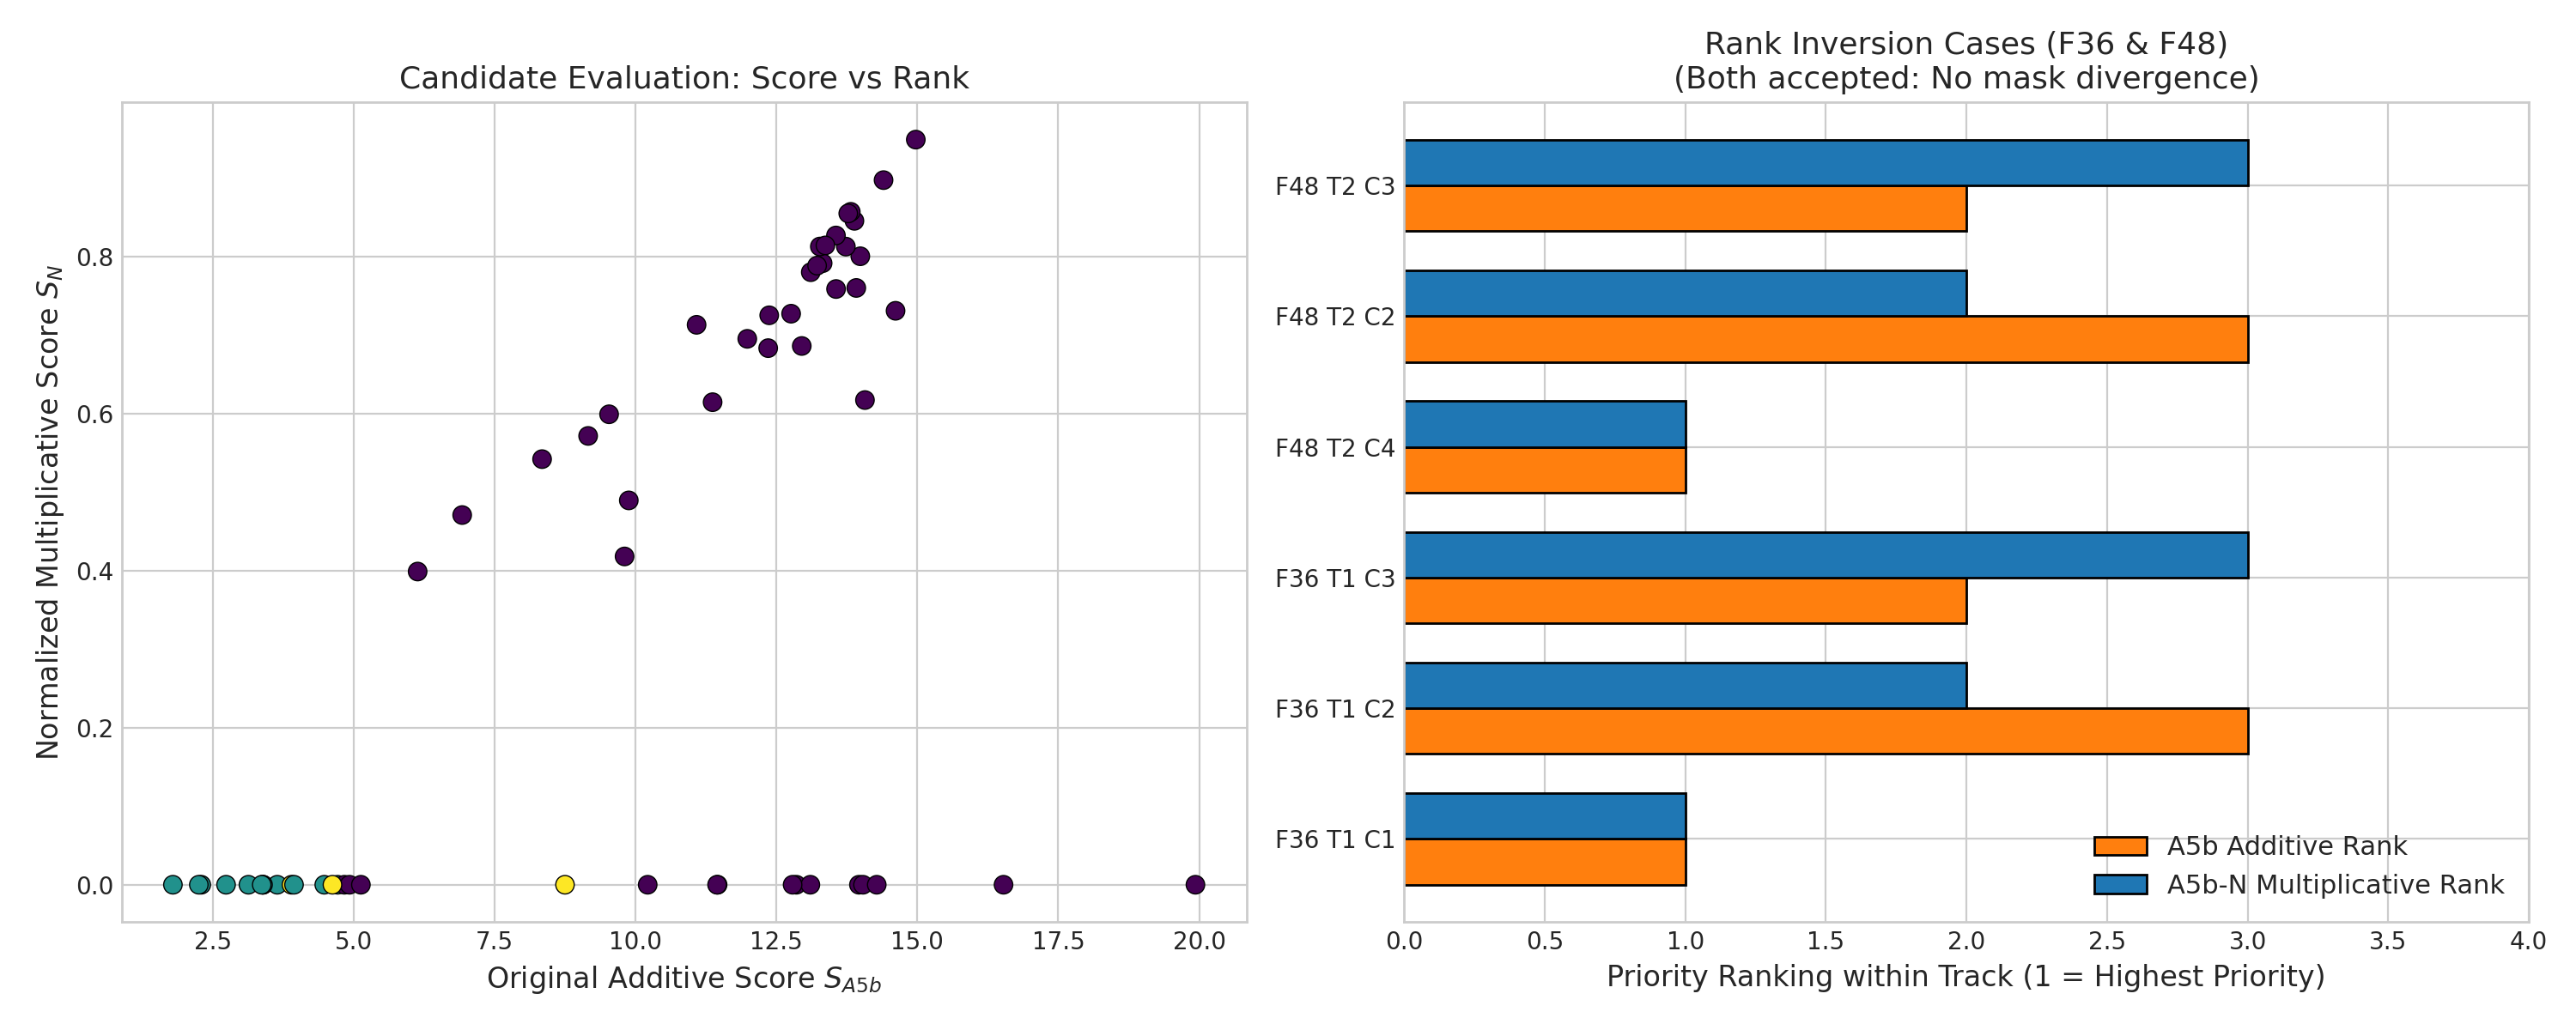 Candidate Evaluation: Score vs Rank
Normalized Multiplicative Score S_N
0.8
0.6
0.4
0.2
0.0
2.5 5.0 7.5 10.0 12.5 15.0 17.5 20.0
Original Additive Score S_A5b
Rank Inversion Cases (F36 & F48)
(Both accepted: No mask divergence)
F48 T2 C3
F48 T2 C2
F48 T2 C4
F36 T1 C3
F36 T1 C2
F36 T1 C1
A5b Additive Rank
A5b-N Multiplicative Rank
0.0 0.5 1.0 1.5 2.0 2.5 3.0 3.5 4.0
Priority Ranking within Track (1 = Highest Priority)